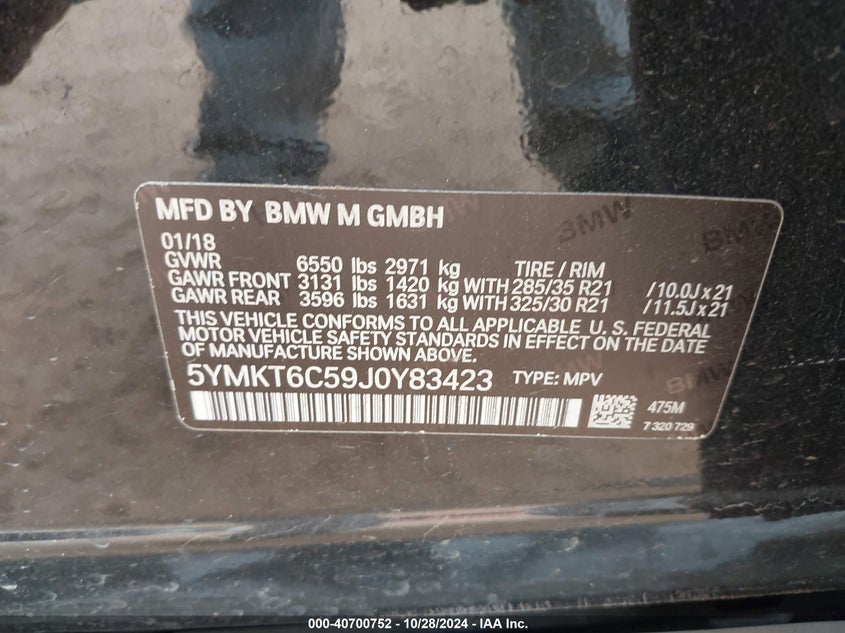 MFD BY BMW M GMBH
01/18
GVWR 6550 lbs 2971 kg TIRE / RIM
GAWR FRONT 3131 lbs 1420 kg WITH 285/35 R21 /10.0J x 21
GAWR REAR 3596 lbs 1631 kg WITH 325/30 R21 /11.5J x 21
THIS VEHICLE CONFORMS TO ALL APPLICABLE U. S. FEDERAL
MOTOR VEHICLE SAFETY STANDARDS IN EFFECT ON THE DATE
OF MANUFACTURE SHOWN ABOVE.
5YMKT6C59J0Y83423 TYPE: MPV
475M
7 320 729
BMW
BMW
000-40700752 - 10/28/2024 - IAA Inc.